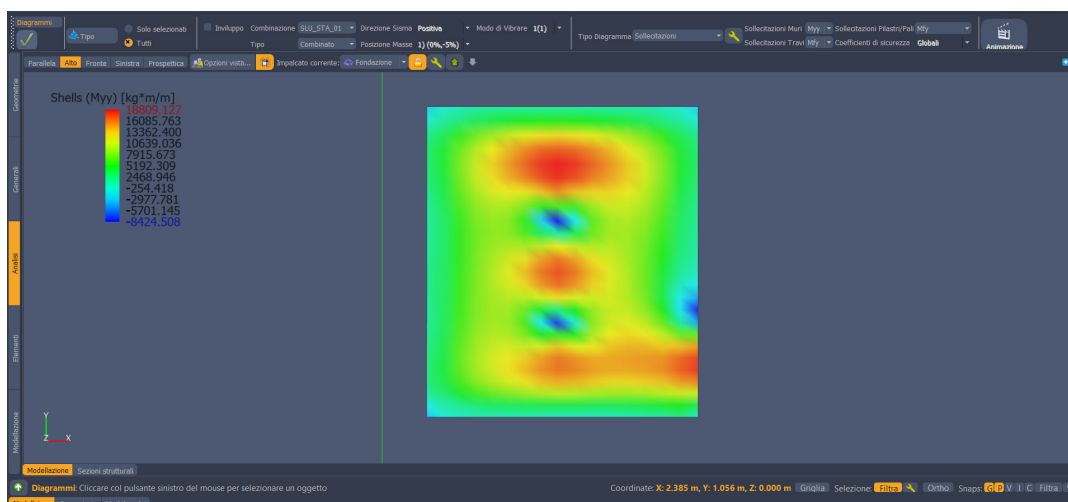 Diagrammi
Tipo
Solo selezionati
Tutti
Inviluppo Combinazione SLU_STA_01 Direzione Sisma Positiva Modo di Vibrare 1(1)
Tipo Combinato Posizione Masse 1) (0%,-5%)
Tipo Diagramma Sollecitazioni
Sollecitazioni Muri Myy Sollecitazioni Pilastri/Pali Mfy
Sollecitazioni Travi Mfy Coefficienti di sicurezza Globali
Animazione
Parallela Alto Fronte Sinistra Prospettica Opzioni vista... Impalcato corrente: Fondazione
Geometrie
Generali
Analisi
Elementi
Modellazione
Shells (Myy) [kg*m/m]
18809.127
16085.763
13362.400
10639.036
7915.673
5192.309
2468.946
-254.418
-2977.781
-5701.145
-8424.508
Y
Z X
Modellazione Sezioni strutturali
Diagrammi: Cliccare col pulsante sinistro del mouse per selezionare un oggetto
Coordinate: X: 2.385 m, Y: 1.056 m, Z: 0.000 m Griglia Selezione: Filtra Ortho Snaps: G P V I C Filtra